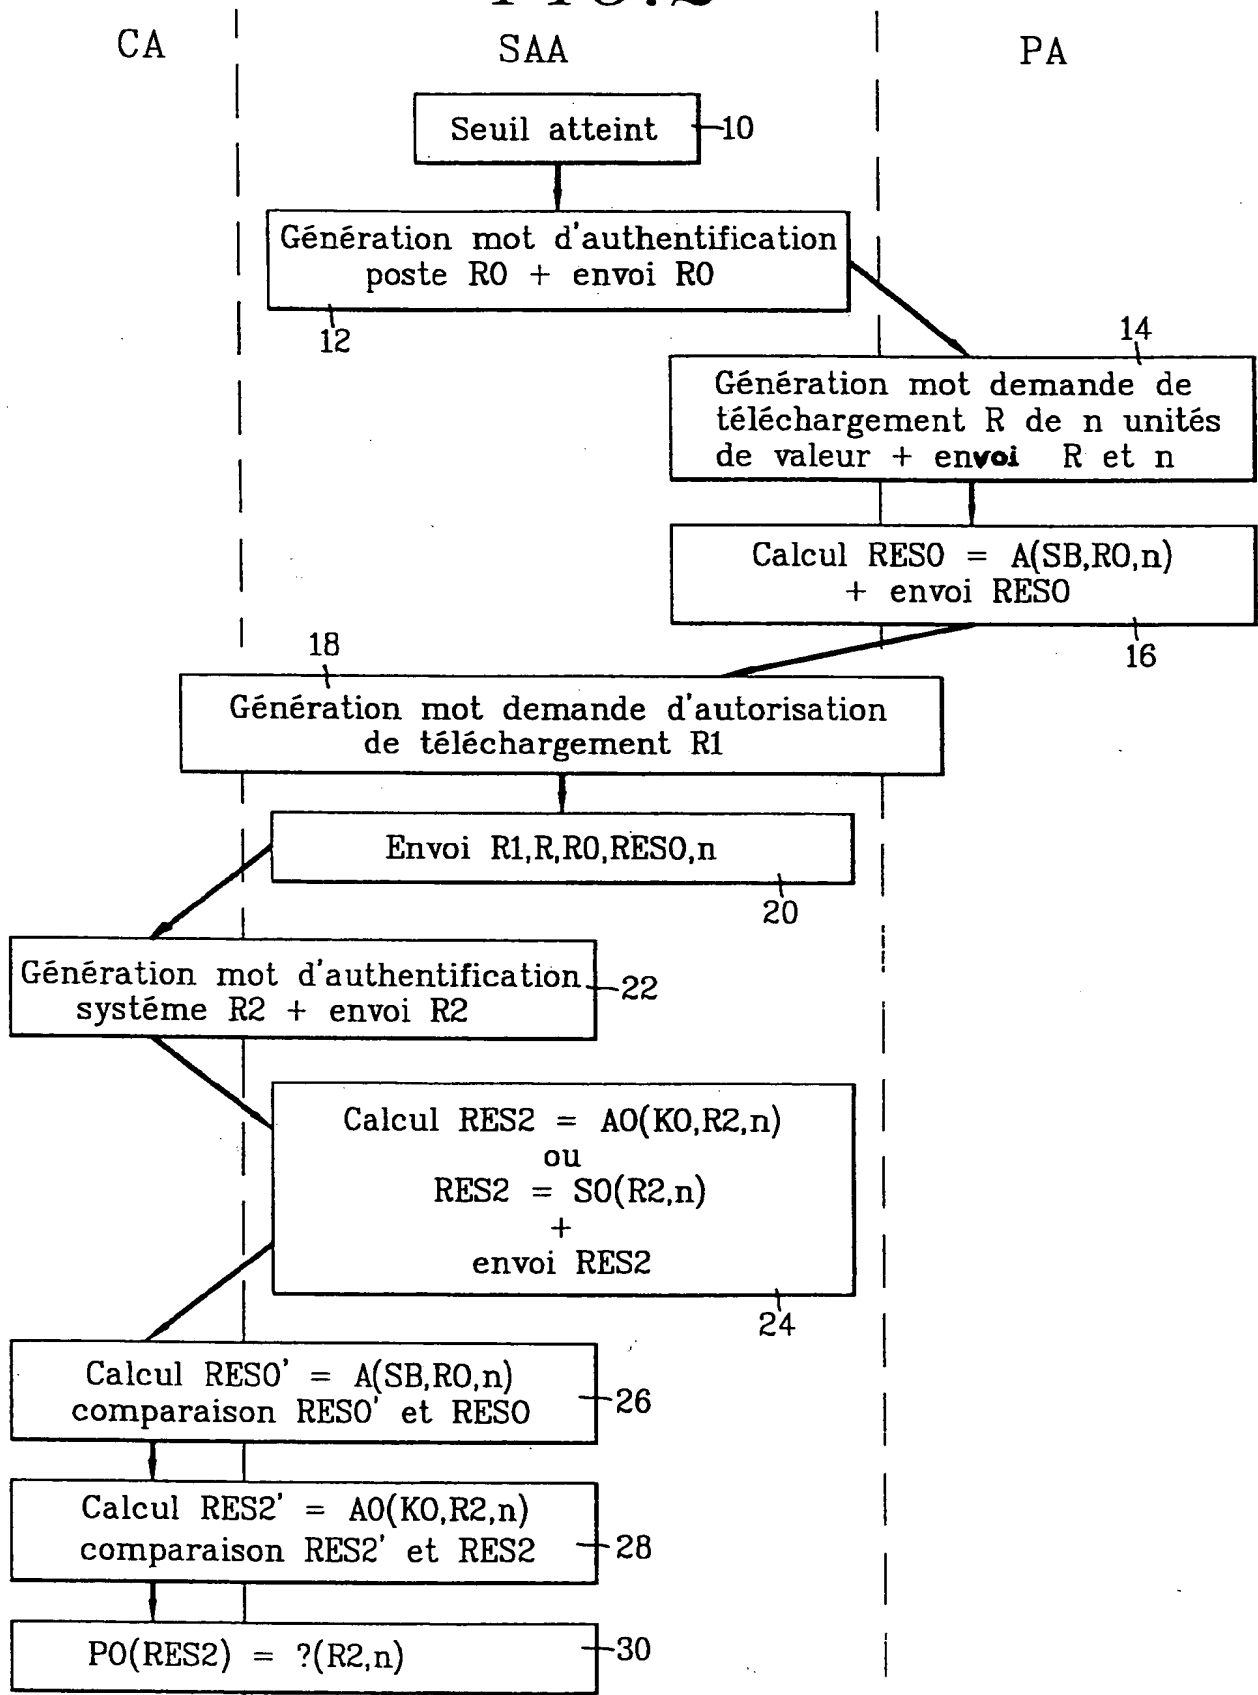 FIG.2
CA
SAA
PA
Seuil atteint
10
Génération mot d'authentification
poste R0 + envoi R0
12
14
Génération mot demande de
téléchargement R de n unités
de valeur + envoi R et n
Calcul RES0 = A(SB,R0,n)
+ envoi RES0
16
18
Génération mot demande d'autorisation
de téléchargement R1
Envoi R1,R,R0,RES0,n
20
Génération mot d'authentification
systéme R2 + envoi R2
22
Calcul RES2 = A0(K0,R2,n)
ou
RES2 = S0(R2,n)
+
envoi RES2
24
Calcul RES0' = A(SB,R0,n)
comparaison RES0' et RES0
26
Calcul RES2' = A0(K0,R2,n)
comparaison RES2' et RES2
28
P0(RES2) = ?(R2,n)
30